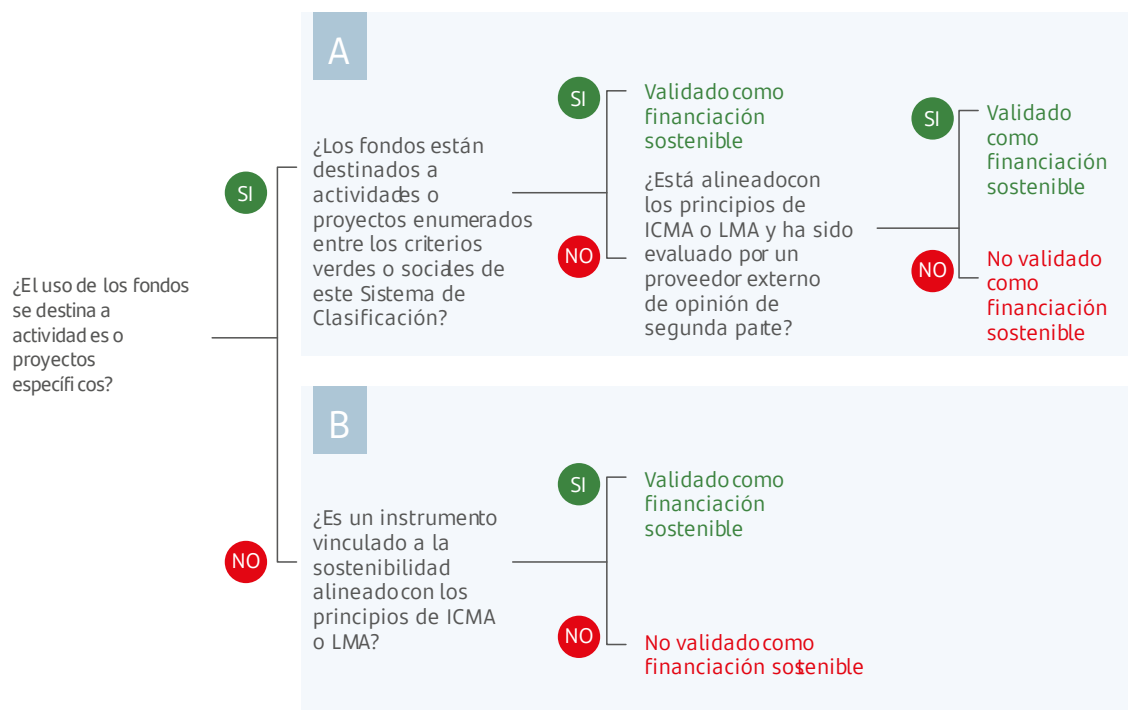 ¿El uso de los fondos
se destina a
actividades o
proyectos
específicos?
SI
NO
A
¿Los fondos están
destinados a
actividades o
proyectos enumerados
entre los criterios
verdes o sociales de
este Sistema de
Clasificación?
SI
Validado como
financiación
sostenible
NO
¿Está alineado con
los principios de
ICMA o LMA y ha sido
evaluado por un
proveedor externo
de opinión de
segunda parte?
SI
Validado
como
financiación
sostenible
NO
No validado
como
financiación
sostenible
B
¿Es un instrumento
vinculado a la
sostenibilidad
alineado con los
principios de ICMA
o LMA?
SI
Validado como
financiación
sostenible
NO
No validado como
financiación sostenible